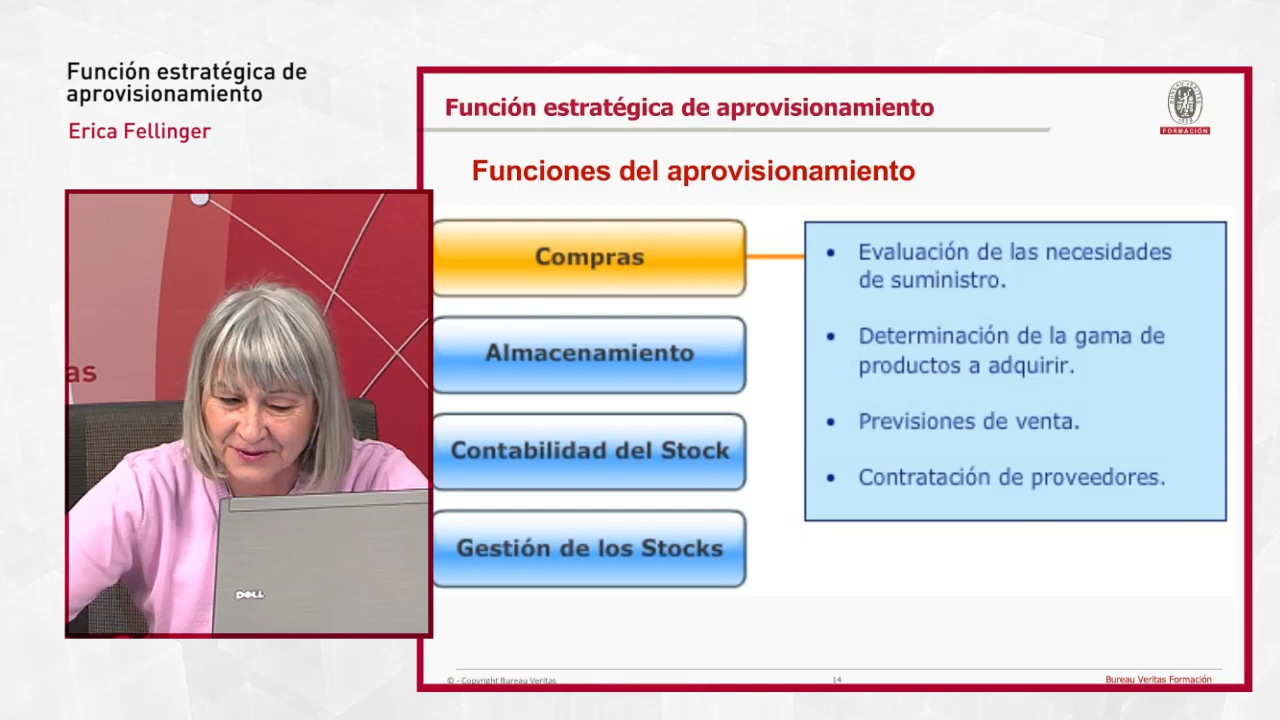 Función estratégica de
aprovisionamiento
Erica Fellinger
Función estratégica de aprovisionamiento
FORMACIÓN
Funciones del aprovisionamiento
Compras
Almacenamiento
Contabilidad del Stock
Gestión de los Stocks
• Evaluación de las necesidades
de suministro.
• Determinación de la gama de
productos a adquirir.
• Previsiones de venta.
• Contratación de proveedores.
as
DELL
© - Copyright Bureau Veritas
14
Bureau Veritas Formación